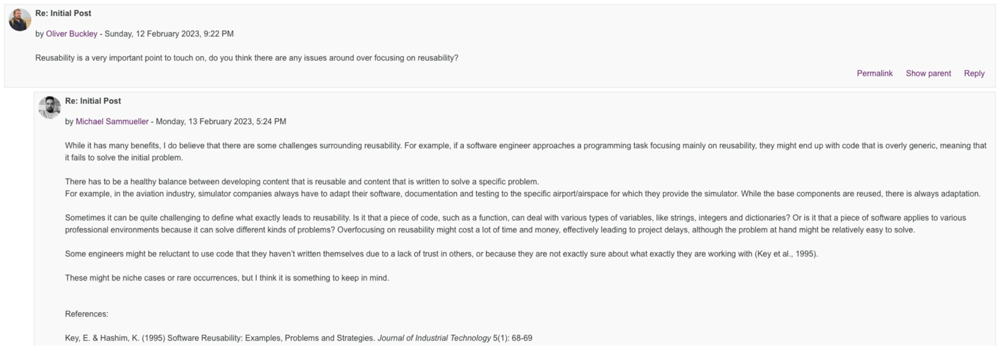 Re: Initial Post
by Oliver Buckley - Sunday, 12 February 2023, 9:22 PM
Reusability is a very important point to touch on, do you think there are any issues around over focusing on reusability?
Permalink Show parent Reply
Re: Initial Post
by Michael Sammueller - Monday, 13 February 2023, 5:24 PM
While it has many benefits, I do believe that there are some challenges surrounding reusability. For example, if a software engineer approaches a programming task focusing mainly on reusability, they might end up with code that is overly generic, meaning that
it fails to solve the initial problem.
There has to be a healthy balance between developing content that is reusable and content that is written to solve a specific problem.
For example, in the aviation industry, simulator companies always have to adapt their software, documentation and testing to the specific airport/airspace for which they provide the simulator. While the base components are reused, there is always adaptation.
Sometimes it can be quite challenging to define what exactly leads to reusability. Is it that a piece of code, such as a function, can deal with various types of variables, like strings, integers and dictionaries? Or is it that a piece of software applies to various
professional environments because it can solve different kinds of problems? Overfocusing on reusability might cost a lot of time and money, effectively leading to project delays, although the problem at hand might be relatively easy to solve.
Some engineers might be reluctant to use code that they haven't written themselves due to a lack of trust in others, or because they are not exactly sure about what exactly they are working with (Key et al., 1995).
These might be niche cases or rare occurrences, but I think it is something to keep in mind.
References:
Key, E. & Hashim, K. (1995) Software Reusability: Examples, Problems and Strategies. Journal of Industrial Technology 5(1): 68-69